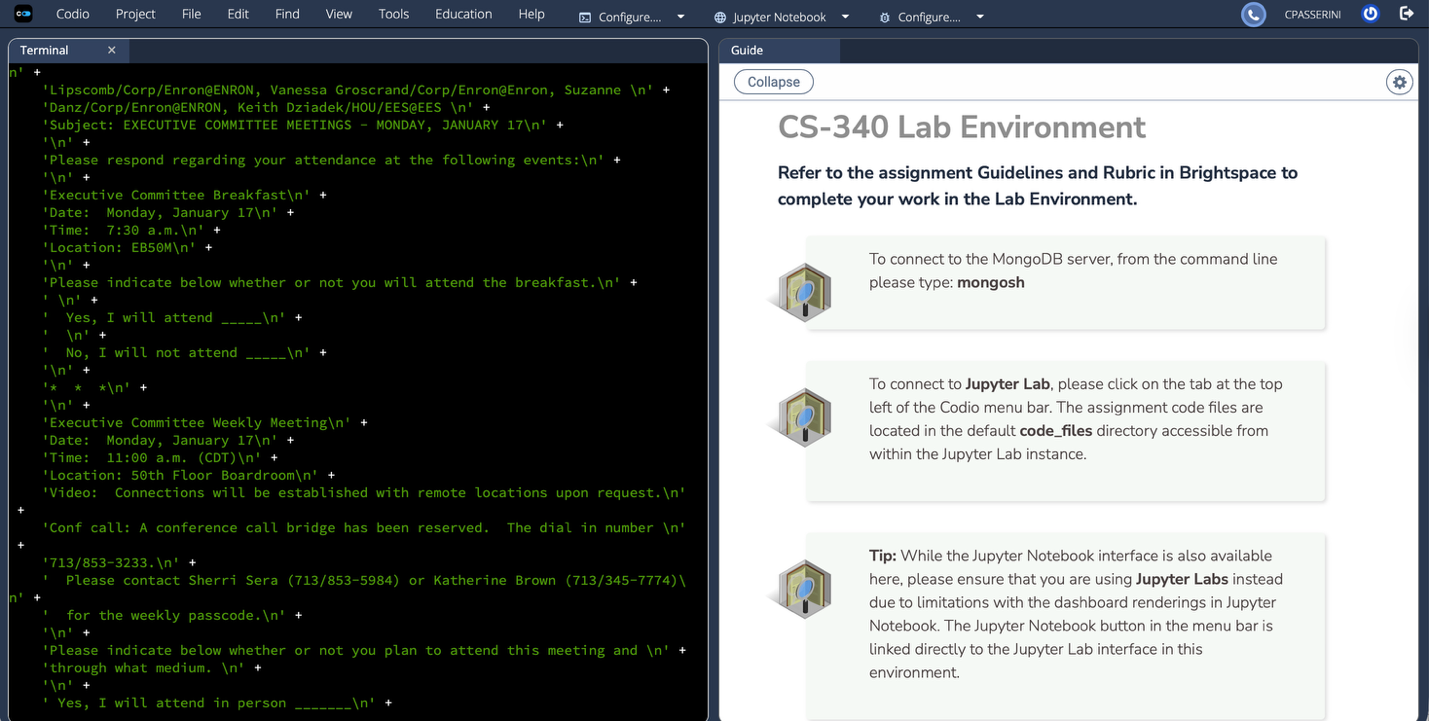 Codio Project File Edit Find View Tools Education Help Configure.... Jupyter Notebook Configure.... CPASSERINI
Terminal ×
n' +
'Lipscomb/Corp/Enron@ENRON, Vanessa Groscrand/Corp/Enron@Enron, Suzanne \n' +
'Danz/Corp/Enron@ENRON, Keith Dziadek/HOU/EES@EES \n' +
'Subject: EXECUTIVE COMMITTEE MEETINGS - MONDAY, JANUARY 17\n' +
'\n' +
'Please respond regarding your attendance at the following events:\n' +
'\n' +
'Executive Committee Breakfast\n' +
'Date:  Monday, January 17\n' +
'Time:  7:30 a.m.\n' +
'Location: EB50M\n' +
'\n' +
'Please indicate below whether or not you will attend the breakfast.\n' +
' \n' +
'  Yes, I will attend _____\n' +
'  \n' +
'  No, I will not attend _____\n' +
'\n' +
'*  *  *\n' +
'\n' +
'Executive Committee Weekly Meeting\n' +
'Date:  Monday, January 17\n' +
'Time:  11:00 a.m. (CDT)\n' +
'Location: 50th Floor Boardroom\n' +
'Video:  Connections will be established with remote locations upon request.\n'
+
'Conf call: A conference call bridge has been reserved.  The dial in number \n'
+
'713/853-3233.\n' +
'  Please contact Sherri Sera (713/853-5984) or Katherine Brown (713/345-7774)\
n' +
'  for the weekly passcode.\n' +
'\n' +
'Please indicate below whether or not you plan to attend this meeting and \n' +
'through what medium. \n' +
'\n' +
' Yes, I will attend in person _______\n' +
Guide
Collapse
CS-340 Lab Environment
Refer to the assignment Guidelines and Rubric in Brightspace to
complete your work in the Lab Environment.
To connect to the MongoDB server, from the command line
please type: mongosh
To connect to Jupyter Lab, please click on the tab at the top
left of the Codio menu bar. The assignment code files are
located in the default code_files directory accessible from
within the Jupyter Lab instance.
Tip: While the Jupyter Notebook interface is also available
here, please ensure that you are using Jupyter Labs instead
due to limitations with the dashboard renderings in Jupyter
Notebook. The Jupyter Notebook button in the menu bar is
linked directly to the Jupyter Lab interface in this
environment.